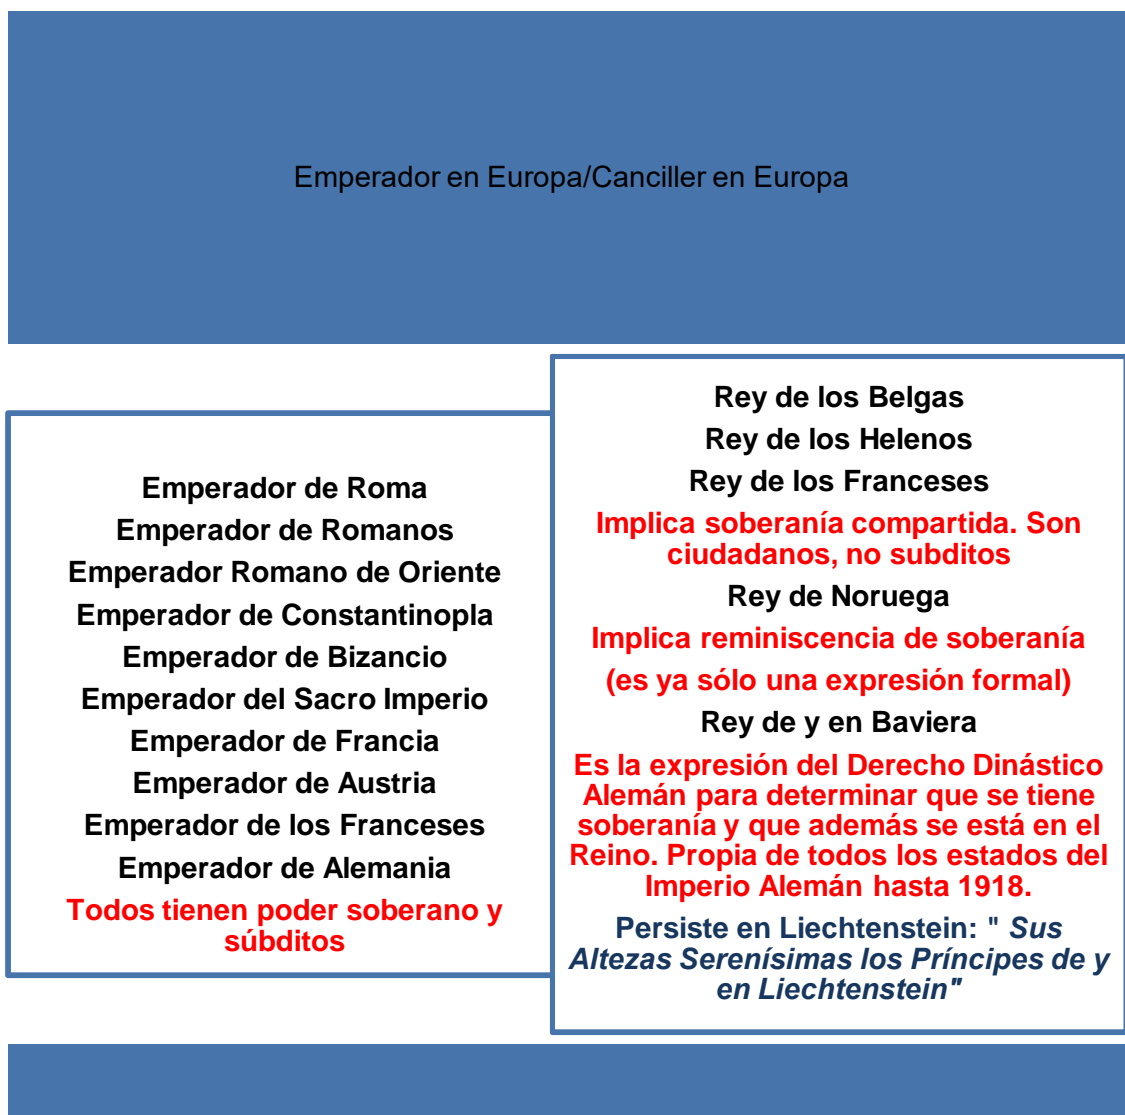 Emperador en Europa/Canciller en Europa
Emperador de Roma
Emperador de Romanos
Emperador Romano de Oriente
Emperador de Constantinopla
Emperador de Bizancio
Emperador del Sacro Imperio
Emperador de Francia
Emperador de Austria
Emperador de los Franceses
Emperador de Alemania
Todos tienen poder soberano y
súbditos
Rey de los Belgas
Rey de los Helenos
Rey de los Franceses
Implica soberanía compartida. Son
ciudadanos, no subditos
Rey de Noruega
Implica reminiscencia de soberanía
(es ya sólo una expresión formal)
Rey de y en Baviera
Es la expresión del Derecho Dinástico
Alemán para determinar que se tiene
soberanía y que además se está en el
Reino. Propia de todos los estados del
Imperio Alemán hasta 1918.
Persiste en Liechtenstein: " Sus
Altezas Serenísimas los Príncipes de y
en Liechtenstein"